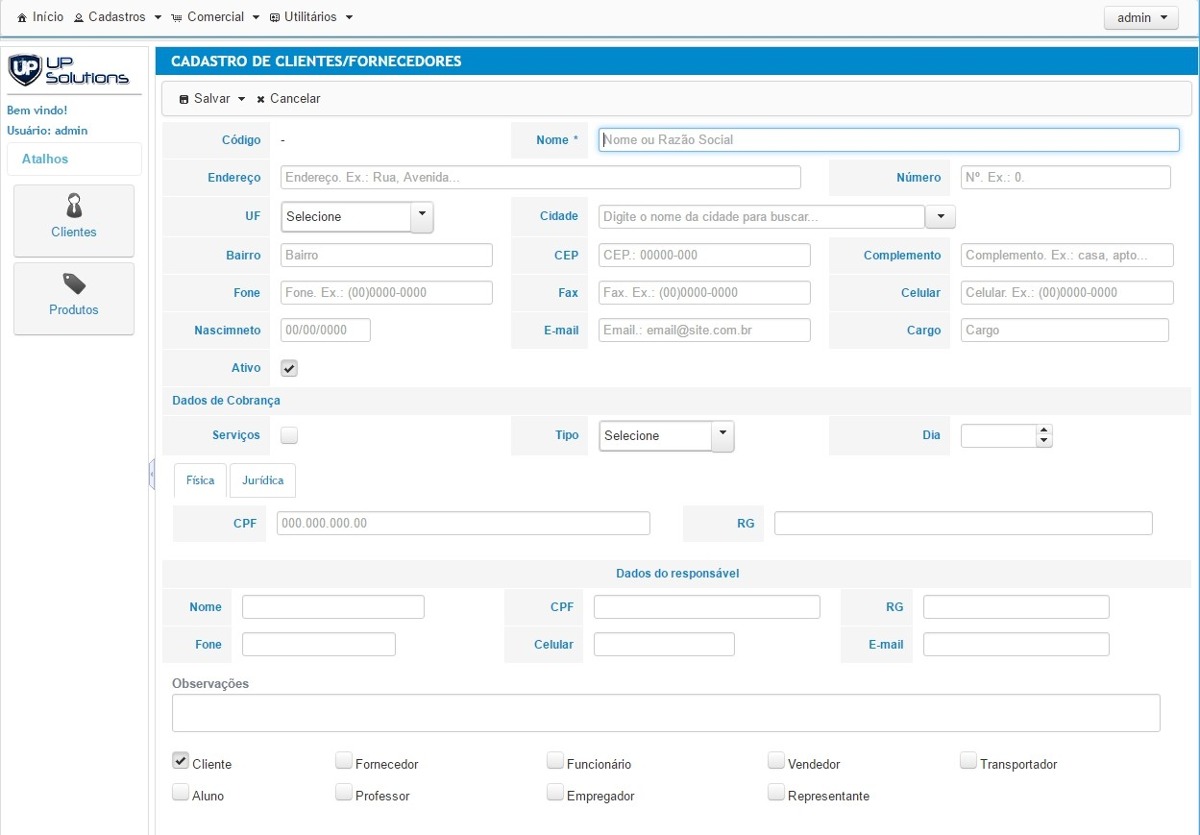 Início Cadastros Comercial Utilitários admin
UP Solutions
CADASTRO DE CLIENTES/FORNECEDORES
Bem vindo!
Usuário: admin
Atalhos
Clientes
Produtos
Salvar Cancelar
Código - Nome * Nome ou Razão Social
Endereço Endereço. Ex.: Rua, Avenida... Número Nº. Ex.: 0.
UF Selecione Cidade Digite o nome da cidade para buscar...
Bairro Bairro CEP CEP.: 00000-000 Complemento Complemento. Ex.: casa, apto...
Fone Fone. Ex.: (00)0000-0000 Fax Fax. Ex.: (00)0000-0000 Celular Celular. Ex.: (00)0000-0000
Nascimneto 00/00/0000 E-mail Email.: email@site.com.br Cargo Cargo
Ativo
Dados de Cobrança
Serviços Tipo Selecione Dia
Física Jurídica
CPF 000.000.000.00 RG
Dados do responsável
Nome CPF RG
Fone Celular E-mail
Observações
Cliente Fornecedor Funcionário Vendedor Transportador
Aluno Professor Empregador Representante